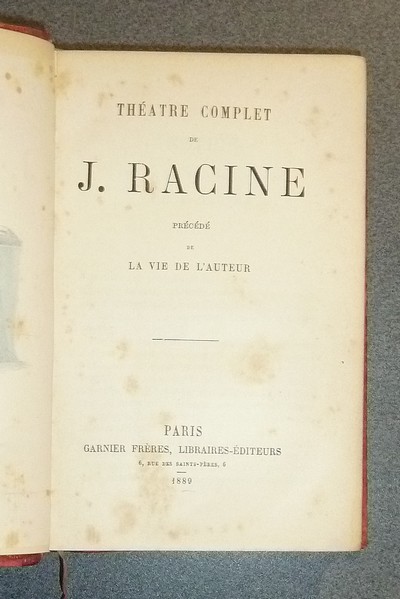 THÉATRE COMPLET
DE
J. RACINE
PRÉCÉDÉ
DE
LA VIE DE L'AUTEUR
PARIS
GARNIER FRÈRES, LIBRAIRES-ÉDITEURS
6, RUE DES SAINTS-PÈRES, 6
1889